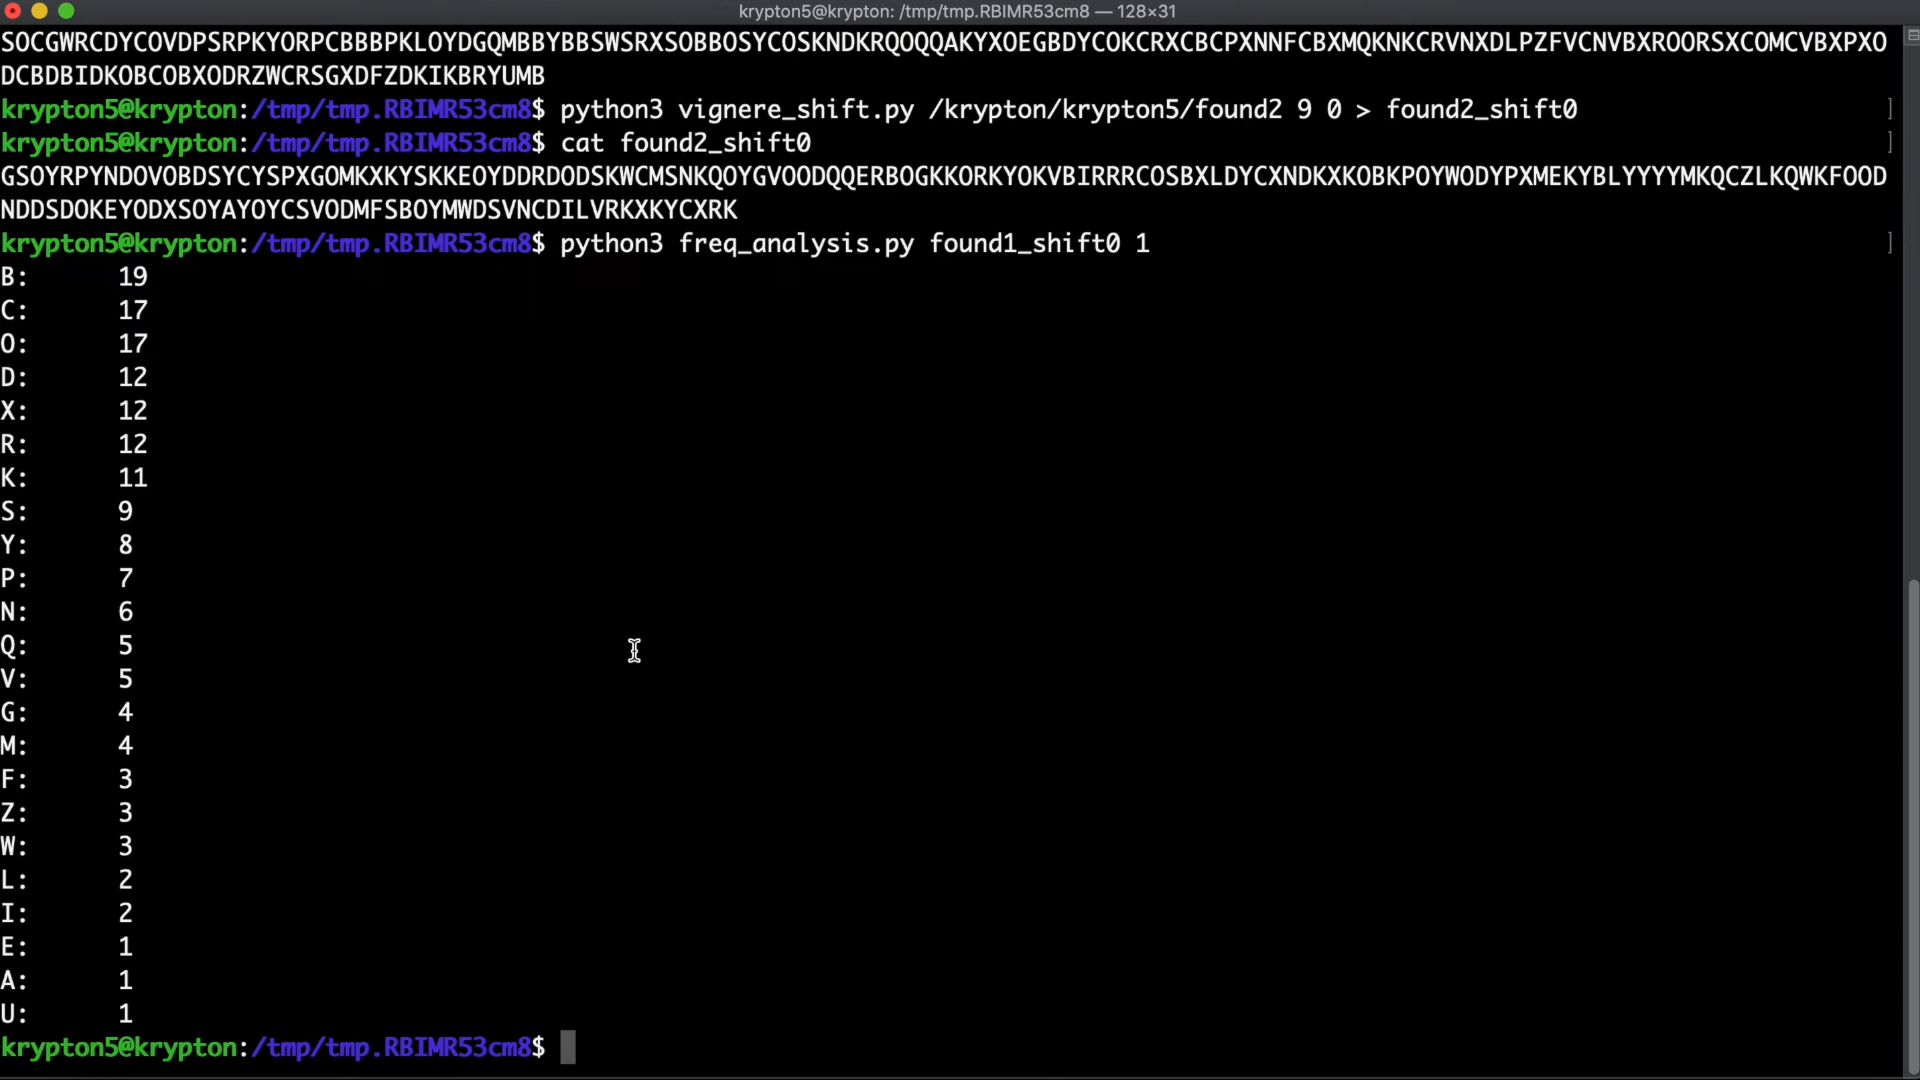 krypton5@krypton: /tmp/tmp.RBIMR53cm8 — 128×31
SOCGWRCDYCOVDPSRPKYORPCBBBPKLOYDGQMBBYBBSWSRXSOBBOSYCOSKNDKRQOQQAKYXOEGBDYCOKCRXCBCPXNNFCBXMQKNKCRVNXDLPZFVCNVBXROORSXCOMCVBXPXO
DCBDBIDKOBCOBXODRZWCRSGXDFZDKIKBRYUMB
krypton5@krypton:/tmp/tmp.RBIMR53cm8$ python3 vignere_shift.py /krypton/krypton5/found2 9 0 > found2_shift0 ]
krypton5@krypton:/tmp/tmp.RBIMR53cm8$ cat found2_shift0 ]
GSOYRPYNDOVOBDSYCYSPXGOMKXKYSKKEOYDDRDODSKWCMSNKQOYGVOODQQERBOGKKORKYOKVBIRRRCOSBXLDYCXNDKXKOBKPOYWODYPXMEKYBLYYYYMKQCZLKQWKFOOD
NDDSDOKEYODXSOYAYOYCSVODMFSBOYMWDSVNCDILVRKXKYCXRK
krypton5@krypton:/tmp/tmp.RBIMR53cm8$ python3 freq_analysis.py found1_shift0 1 ]
B: 19
C: 17
O: 17
D: 12
X: 12
R: 12
K: 11
S: 9
Y: 8
P: 7
N: 6
Q: 5
V: 5
G: 4
M: 4
F: 3
Z: 3
W: 3
L: 2
I: 2
E: 1
A: 1
U: 1
krypton5@krypton:/tmp/tmp.RBIMR53cm8$